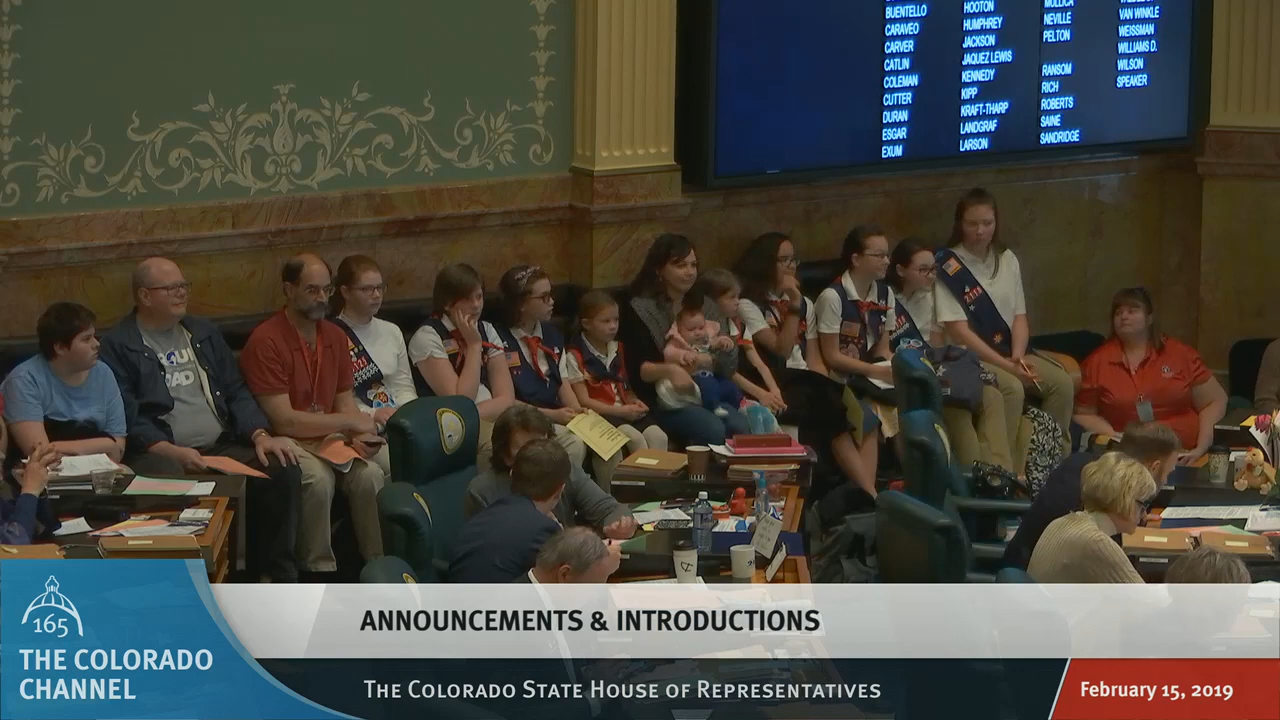 BUENTELLO
CARAVEO
CARVER
CATLIN
COLEMAN
CUTTER
DURAN
ESGAR
EXUM
HOOTON
HUMPHREY
JACKSON
JAQUEZ LEWIS
KENNEDY
KIPP
KRAFT-THARP
LANDGRAF
LARSON
MULLICA
NEVILLE
PELTON
RANSOM
RICH
ROBERTS
SAINE
SANDRIDGE
VAN WINKLE
WEISSMAN
WILLIAMS D.
WILSON
SPEAKER
165
THE COLORADO
CHANNEL
ANNOUNCEMENTS & INTRODUCTIONS
THE COLORADO STATE HOUSE OF REPRESENTATIVES
February 15, 2019